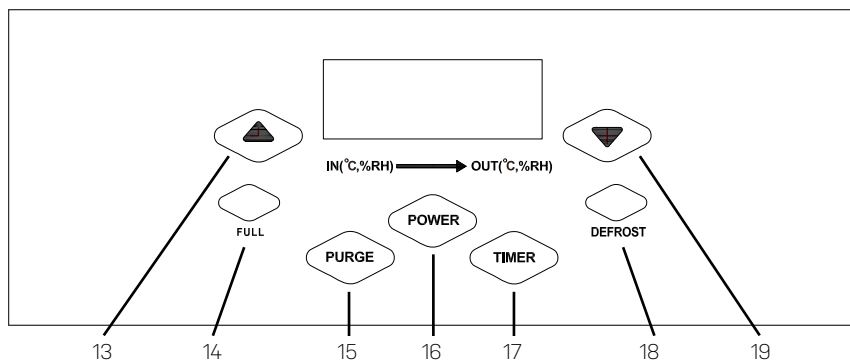 IN(°C,%RH) OUT(°C,%RH)
FULL
POWER
DEFROST
PURGE
TIMER
13 14 15 16 17 18 19